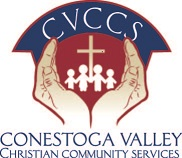 CVCCS
CONESTOGA VALLEY
CHRISTIAN COMMUNITY SERVICES